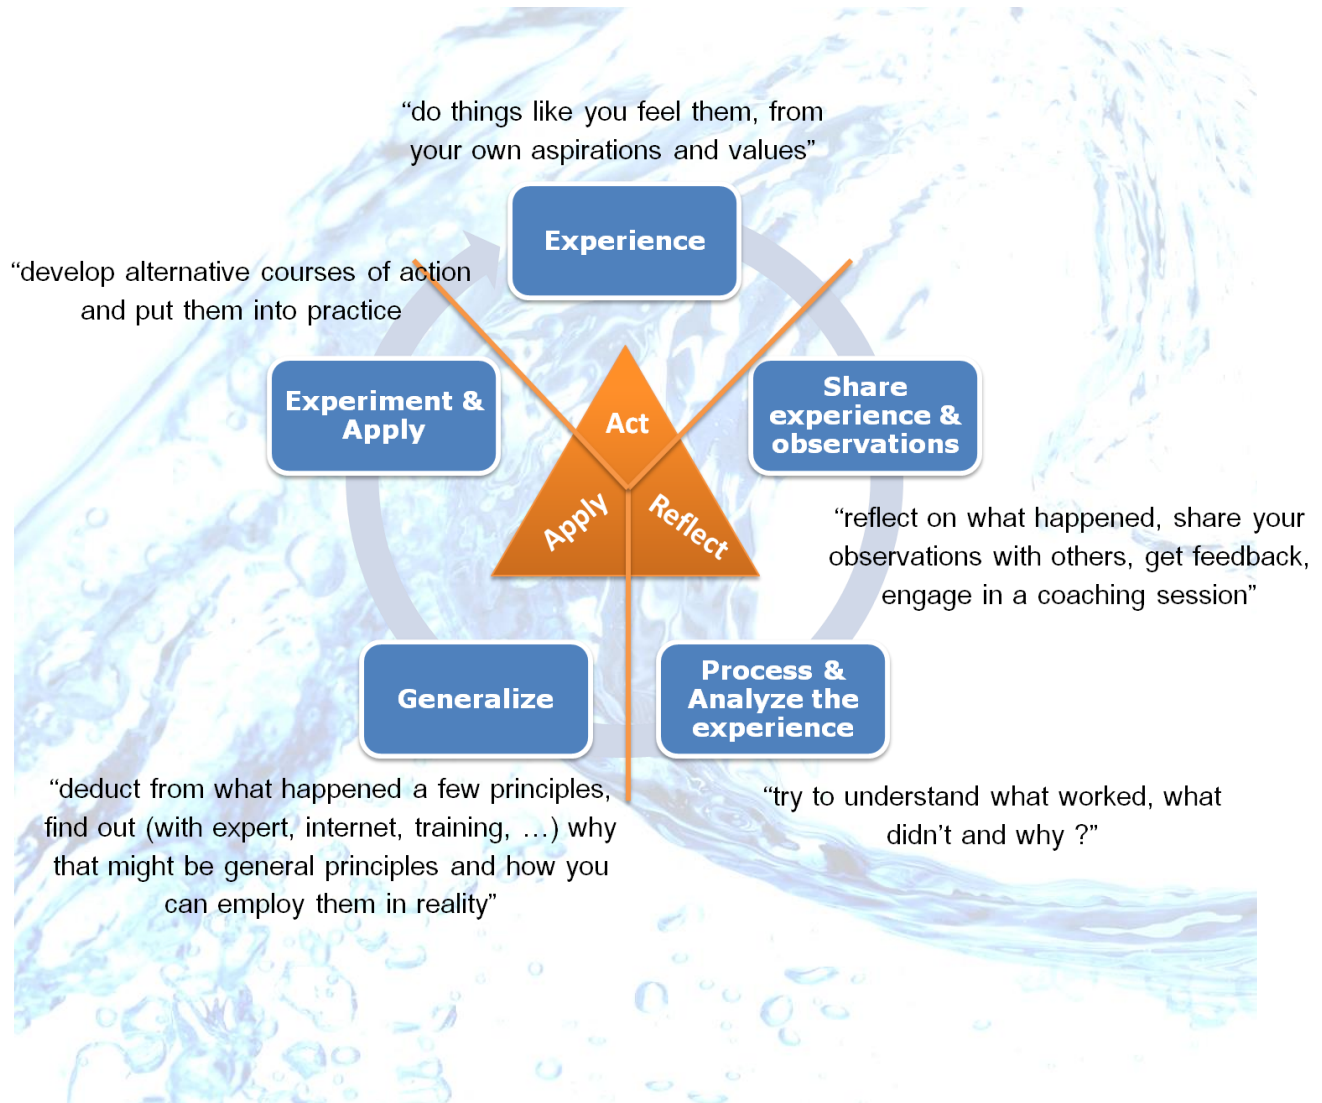 “do things like you feel them, from
your own aspirations and values”
Experience
“develop alternative courses of action
and put them into practice
Experiment &
Apply
Share
experience &
observations
Act
Apply
Reflect
“reflect on what happened, share your
observations with others, get feedback,
engage in a coaching session”
Generalize
Process &
Analyze the
experience
“deduct from what happened a few principles,
find out (with expert, internet, training, …) why
that might be general principles and how you
can employ them in reality”
“try to understand what worked, what
didn’t and why ?”